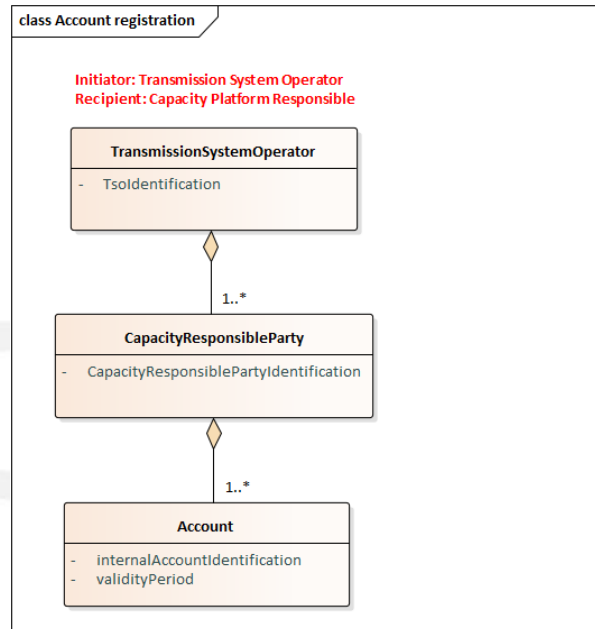 class Account registration
Initiator: Transmission System Operator
Recipient: Capacity Platform Responsible
TransmissionSystemOperator
- TsoIdentification
1..*
CapacityResponsibleParty
- CapacityResponsiblePartyIdentification
1..*
Account
- internalAccountIdentification
- validityPeriod